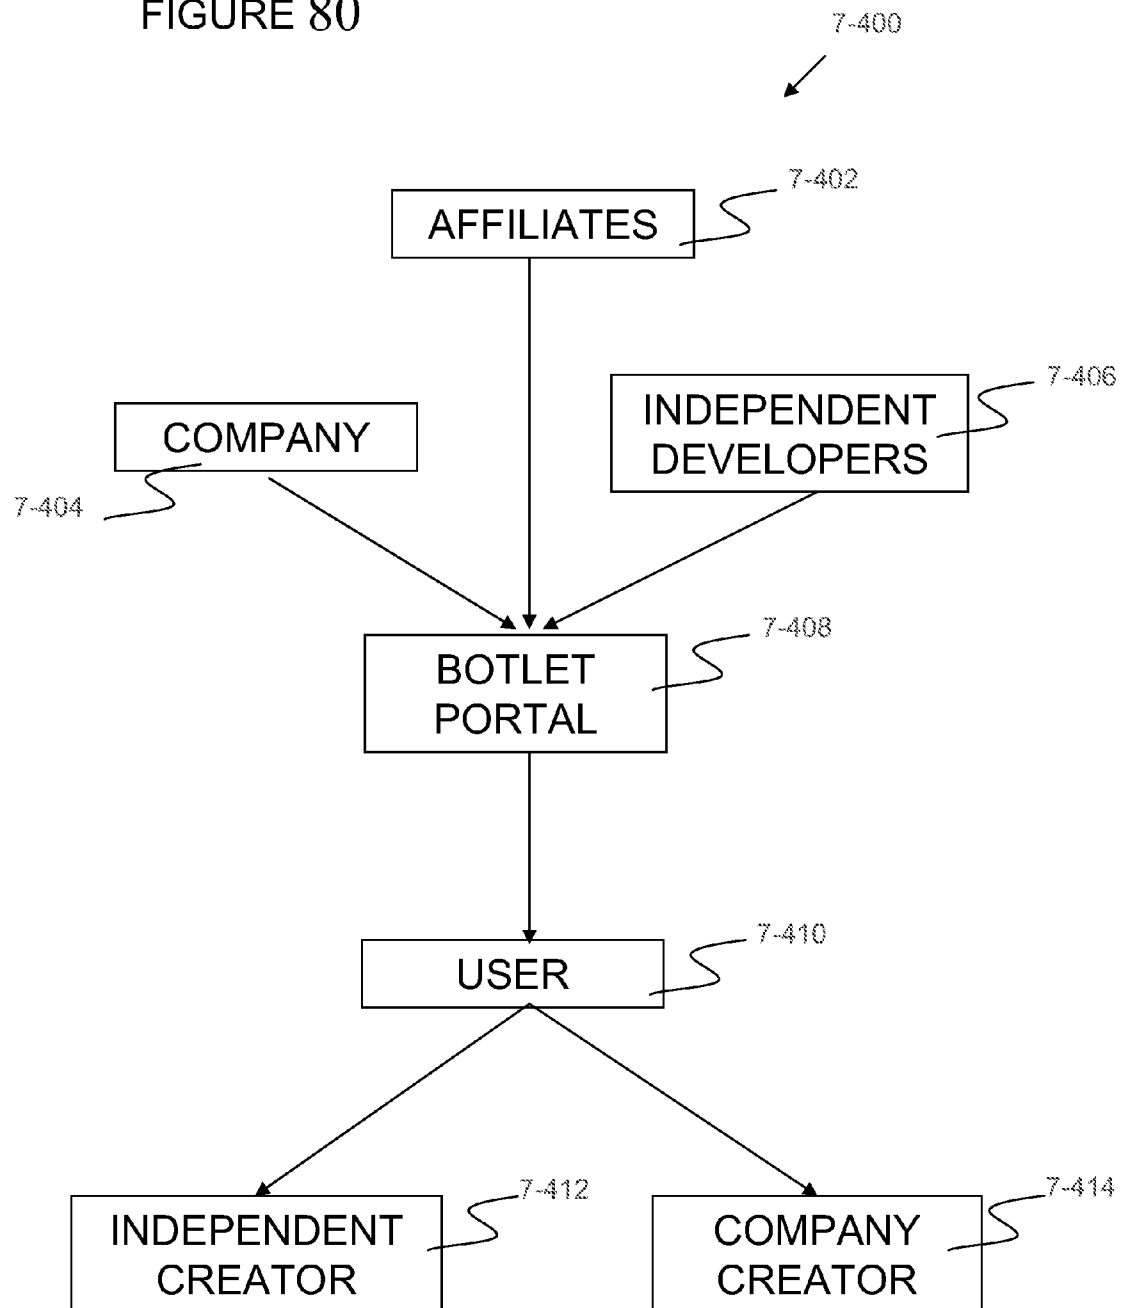 FIGURE 80
7-400
7-402
AFFILIATES
7-406
INDEPENDENT
DEVELOPERS
COMPANY
7-404
7-408
BOTLET
PORTAL
7-410
USER
7-412
INDEPENDENT
CREATOR
7-414
COMPANY
CREATOR